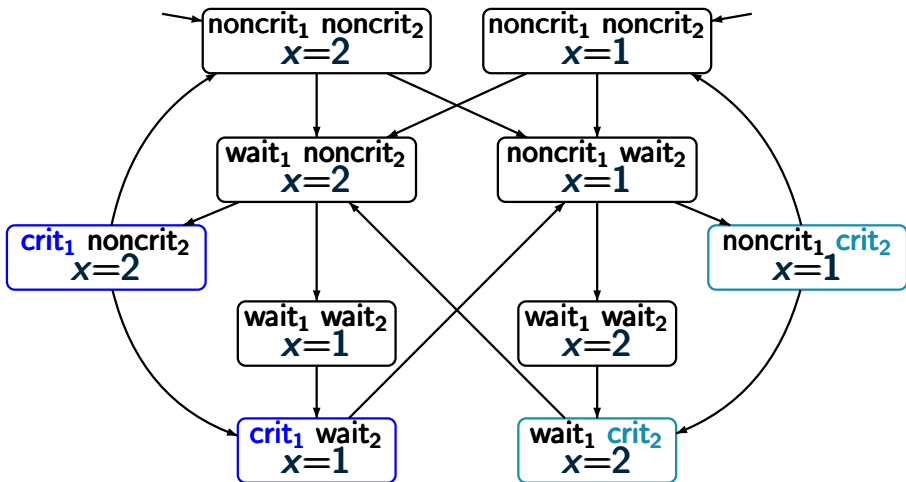 noncrit₁ noncrit₂
x=2
noncrit₁ noncrit₂
x=1
wait₁ noncrit₂
x=2
noncrit₁ wait₂
x=1
crit₁ noncrit₂
x=2
noncrit₁ crit₂
x=1
wait₁ wait₂
x=1
wait₁ wait₂
x=2
crit₁ wait₂
x=1
wait₁ crit₂
x=2